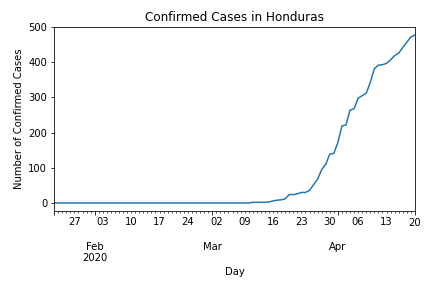 Confirmed Cases in Honduras
500
400
300
200
100
0
Number of Confirmed Cases
27 03 10 17 24 02 09 16 23 30 06 13 20
Feb Mar Apr
2020
Day